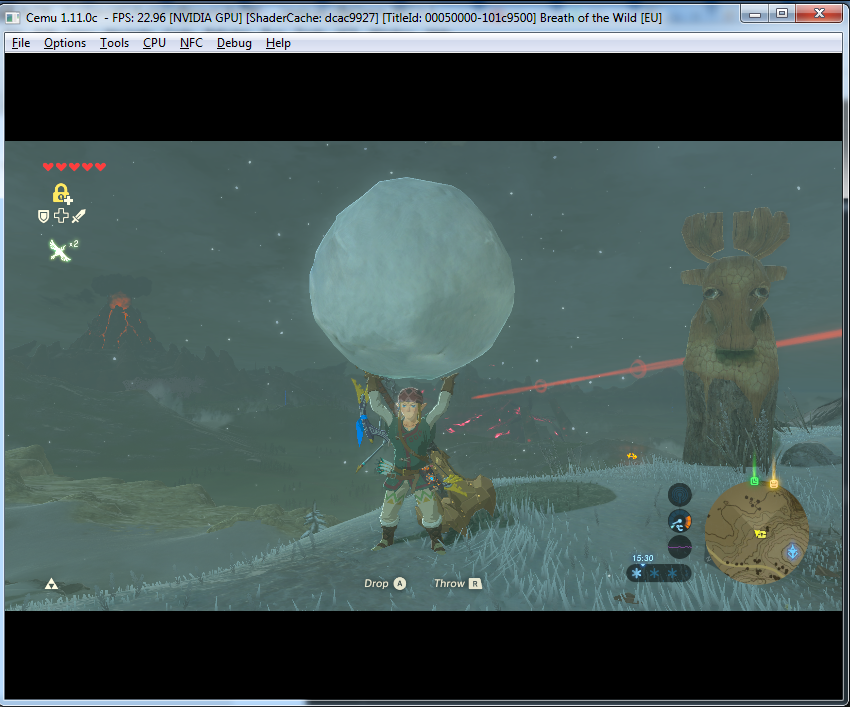 Cemu 1.11.0c - FPS: 22.96 [NVIDIA GPU] [ShaderCache: dcac9927] [TitleId: 00050000-101c9500] Breath of the Wild [EU]
File Options Tools CPU NFC Debug Help
x2
15:30
Drop A Throw R